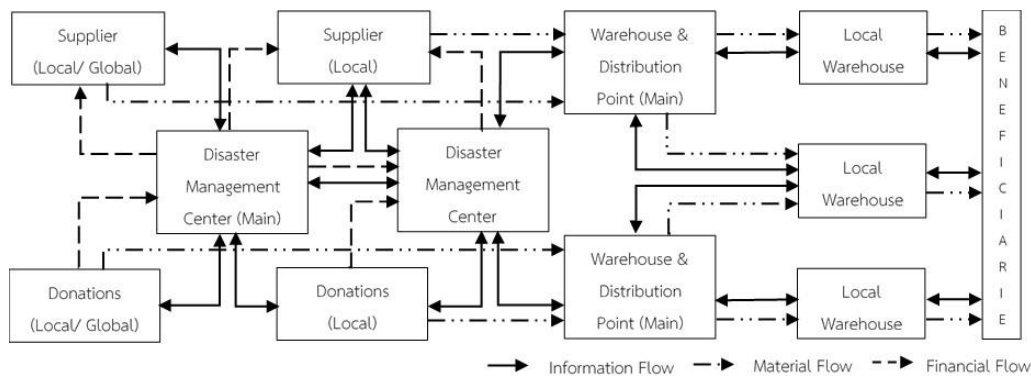 Supplier
(Local/ Global)
Supplier
(Local)
Warehouse &
Distribution
Point (Main)
Local
Warehouse
Disaster
Management
Center (Main)
Disaster
Management
Center
Local
Warehouse
Donations
(Local/ Global)
Donations
(Local)
Warehouse &
Distribution
Point (Main)
Local
Warehouse
B
E
N
E
F
I
C
I
A
R
I
E
Information Flow
Material Flow
Financial Flow